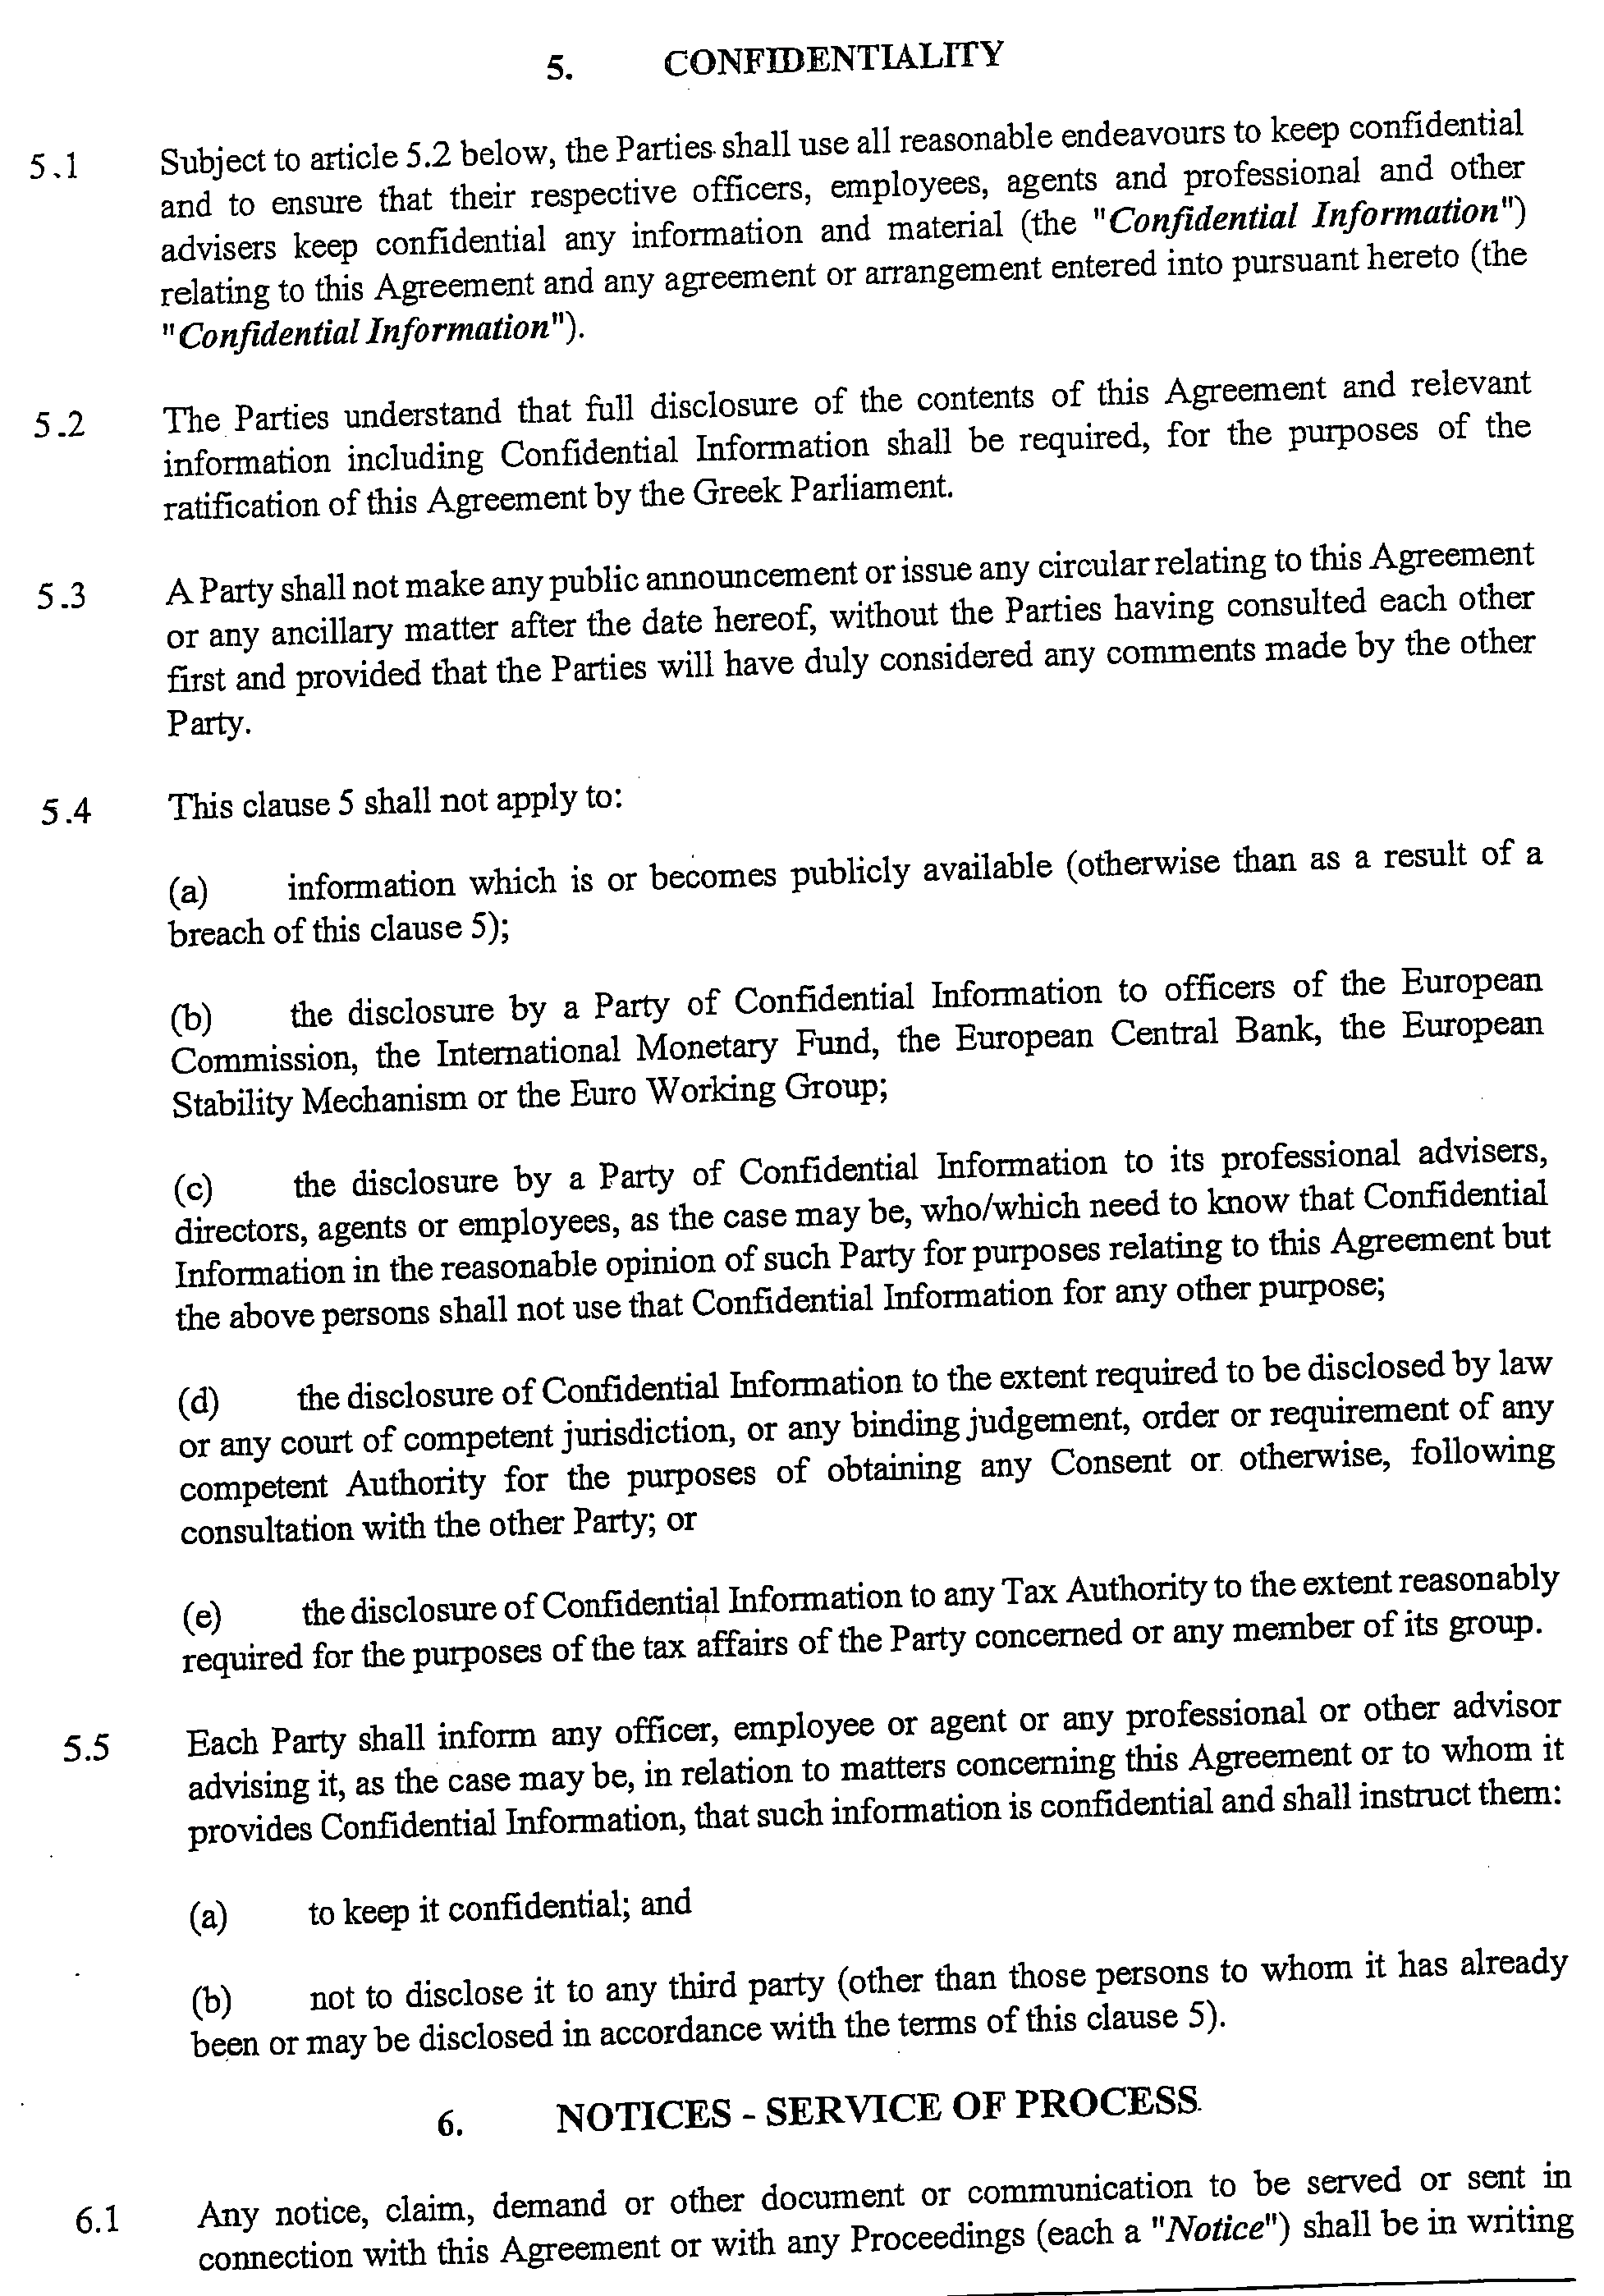 5. CONFIDENTIALITY
5.1 Subject to article 5.2 below, the Parties shall use all reasonable endeavours to keep confidential
and to ensure that their respective officers, employees, agents and professional and other
advisers keep confidential any information and material (the "Confidential Information")
relating to this Agreement and any agreement or arrangement entered into pursuant hereto (the
"Confidential Information").
5.2 The Parties understand that full disclosure of the contents of this Agreement and relevant
information including Confidential Information shall be required, for the purposes of the
ratification of this Agreement by the Greek Parliament.
5.3 A Party shall not make any public announcement or issue any circular relating to this Agreement
or any ancillary matter after the date hereof, without the Parties having consulted each other
first and provided that the Parties will have duly considered any comments made by the other
Party.
5.4 This clause 5 shall not apply to:
(a) information which is or becomes publicly available (otherwise than as a result of a
breach of this clause 5);
(b) the disclosure by a Party of Confidential Information to officers of the European
Commission, the International Monetary Fund, the European Central Bank, the European
Stability Mechanism or the Euro Working Group;
(c) the disclosure by a Party of Confidential Information to its professional advisers,
directors, agents or employees, as the case may be, who/which need to know that Confidential
Information in the reasonable opinion of such Party for purposes relating to this Agreement but
the above persons shall not use that Confidential Information for any other purpose;
(d) the disclosure of Confidential Information to the extent required to be disclosed by law
or any court of competent jurisdiction, or any binding judgement, order or requirement of any
competent Authority for the purposes of obtaining any Consent or otherwise, following
consultation with the other Party; or
(e) the disclosure of Confidential Information to any Tax Authority to the extent reasonably
required for the purposes of the tax affairs of the Party concerned or any member of its group.
5.5 Each Party shall inform any officer, employee or agent or any professional or other advisor
advising it, as the case may be, in relation to matters concerning this Agreement or to whom it
provides Confidential Information, that such information is confidential and shall instruct them:
(a) to keep it confidential; and
(b) not to disclose it to any third party (other than those persons to whom it has already
been or may be disclosed in accordance with the terms of this clause 5).
6. NOTICES - SERVICE OF PROCESS
6.1 Any notice, claim, demand or other document or communication to be served or sent in
connection with this Agreement or with any Proceedings (each a "Notice") shall be in writing